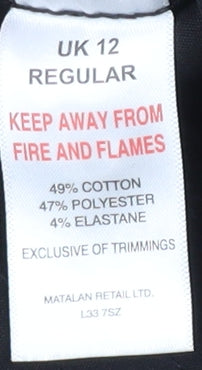 UK 12
REGULAR
KEEP AWAY FROM
FIRE AND FLAMES
49% COTTON
47% POLYESTER
4% ELASTANE
EXCLUSIVE OF TRIMMINGS
MATALAN RETAIL LTD.
L33 7SZ